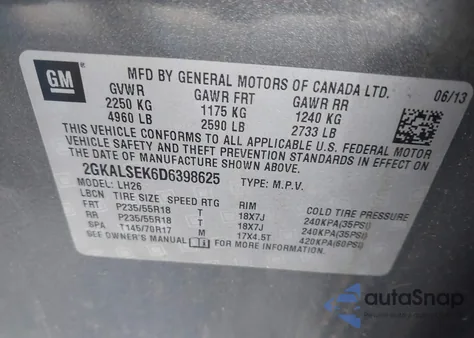 GM
MFD BY GENERAL MOTORS OF CANADA LTD. 06/13
GVWR GAWR FRT GAWR RR
2250 KG 1175 KG 1240 KG
4960 LB 2590 LB 2733 LB
THIS VEHICLE CONFORMS TO ALL APPLICABLE U.S. FEDERAL MOTOR
VEHICLE SAFETY AND THEFT PREVENTION STANDARDS IN EFFECT ON
THE DATE OF MANUFACTURE SHOWN ABOVE.
2GKALSEK6D6398625 TYPE: M.P.V.
MODEL: LH26
LBCN TIRE SIZE SPEED RTG RIM COLD TIRE PRESSURE
FRT P235/55R18 T 18X7J 240KPA(35PSI)
RR P235/55R18 T 18X7J 240KPA(35PSI)
SPA T145/70R17 M 17X4.5T 420KPA(60PSI)
SEE OWNER'S MANUAL FOR MORE INFORMATION.
autoSnap